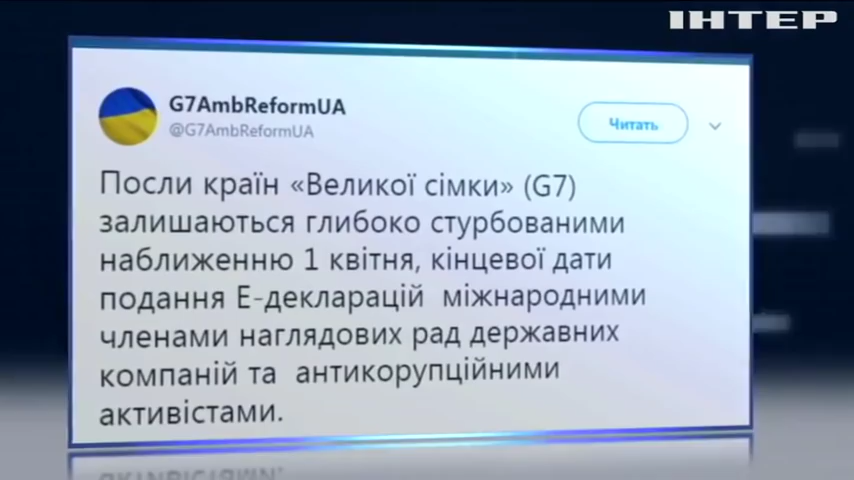 ІНТЕР
G7AmbReformUA
@G7AmbReformUA
Читать
Посли країн «Великої сімки» (G7)
залишаються глибоко стурбованими
наближенню 1 квітня, кінцевої дати
подання Е-декларацій міжнародними
членами наглядових рад державних
компаній та антикорупційними
активістами.